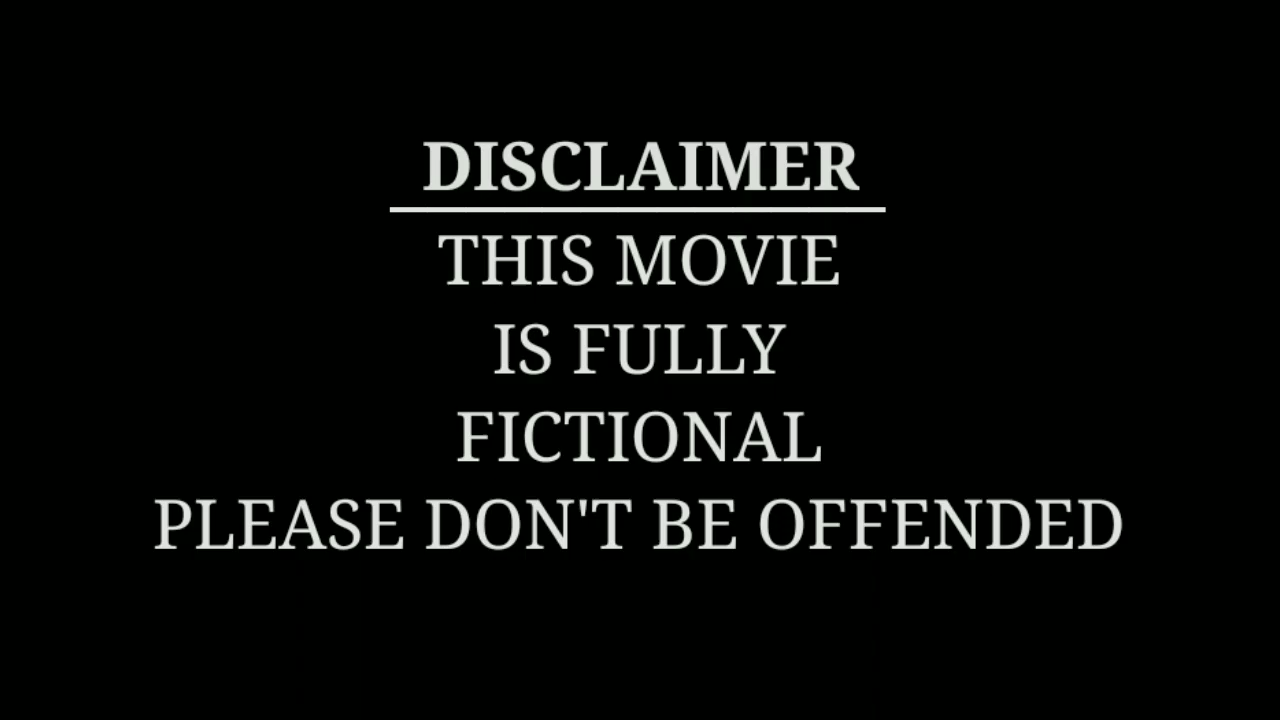 DISCLAIMER
THIS MOVIE
IS FULLY
FICTIONAL
PLEASE DON'T BE OFFENDED